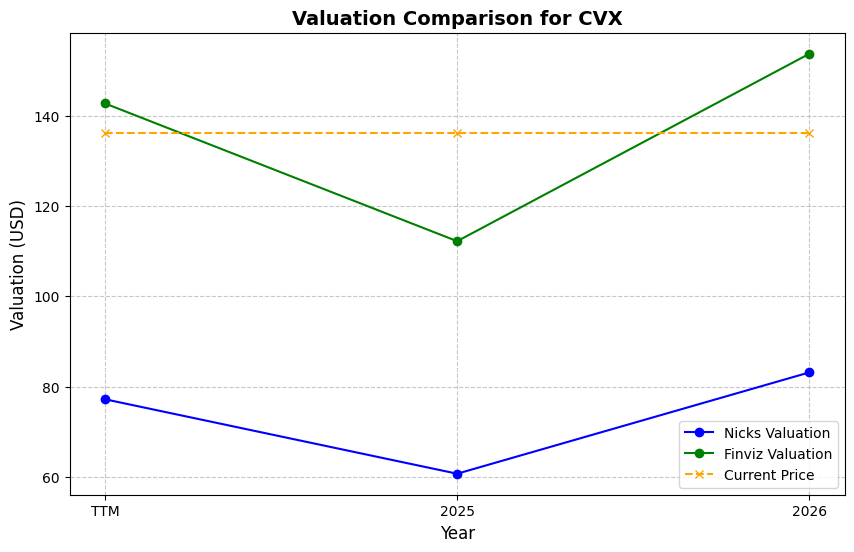 Valuation Comparison for CVX
Valuation (USD)
140
120
100
80
60
TTM
2025
2026
Year
Nicks Valuation
Finviz Valuation
Current Price